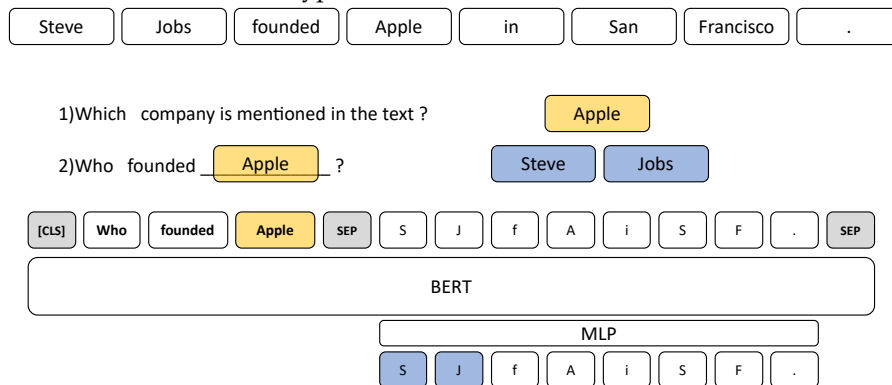 Steve Jobs founded Apple in San Francisco .
1)Which company is mentioned in the text ? Apple
2)Who founded Apple ? Steve Jobs
[CLS] Who founded Apple SEP S J f A i S F . SEP
BERT
MLP
S J f A i S F .